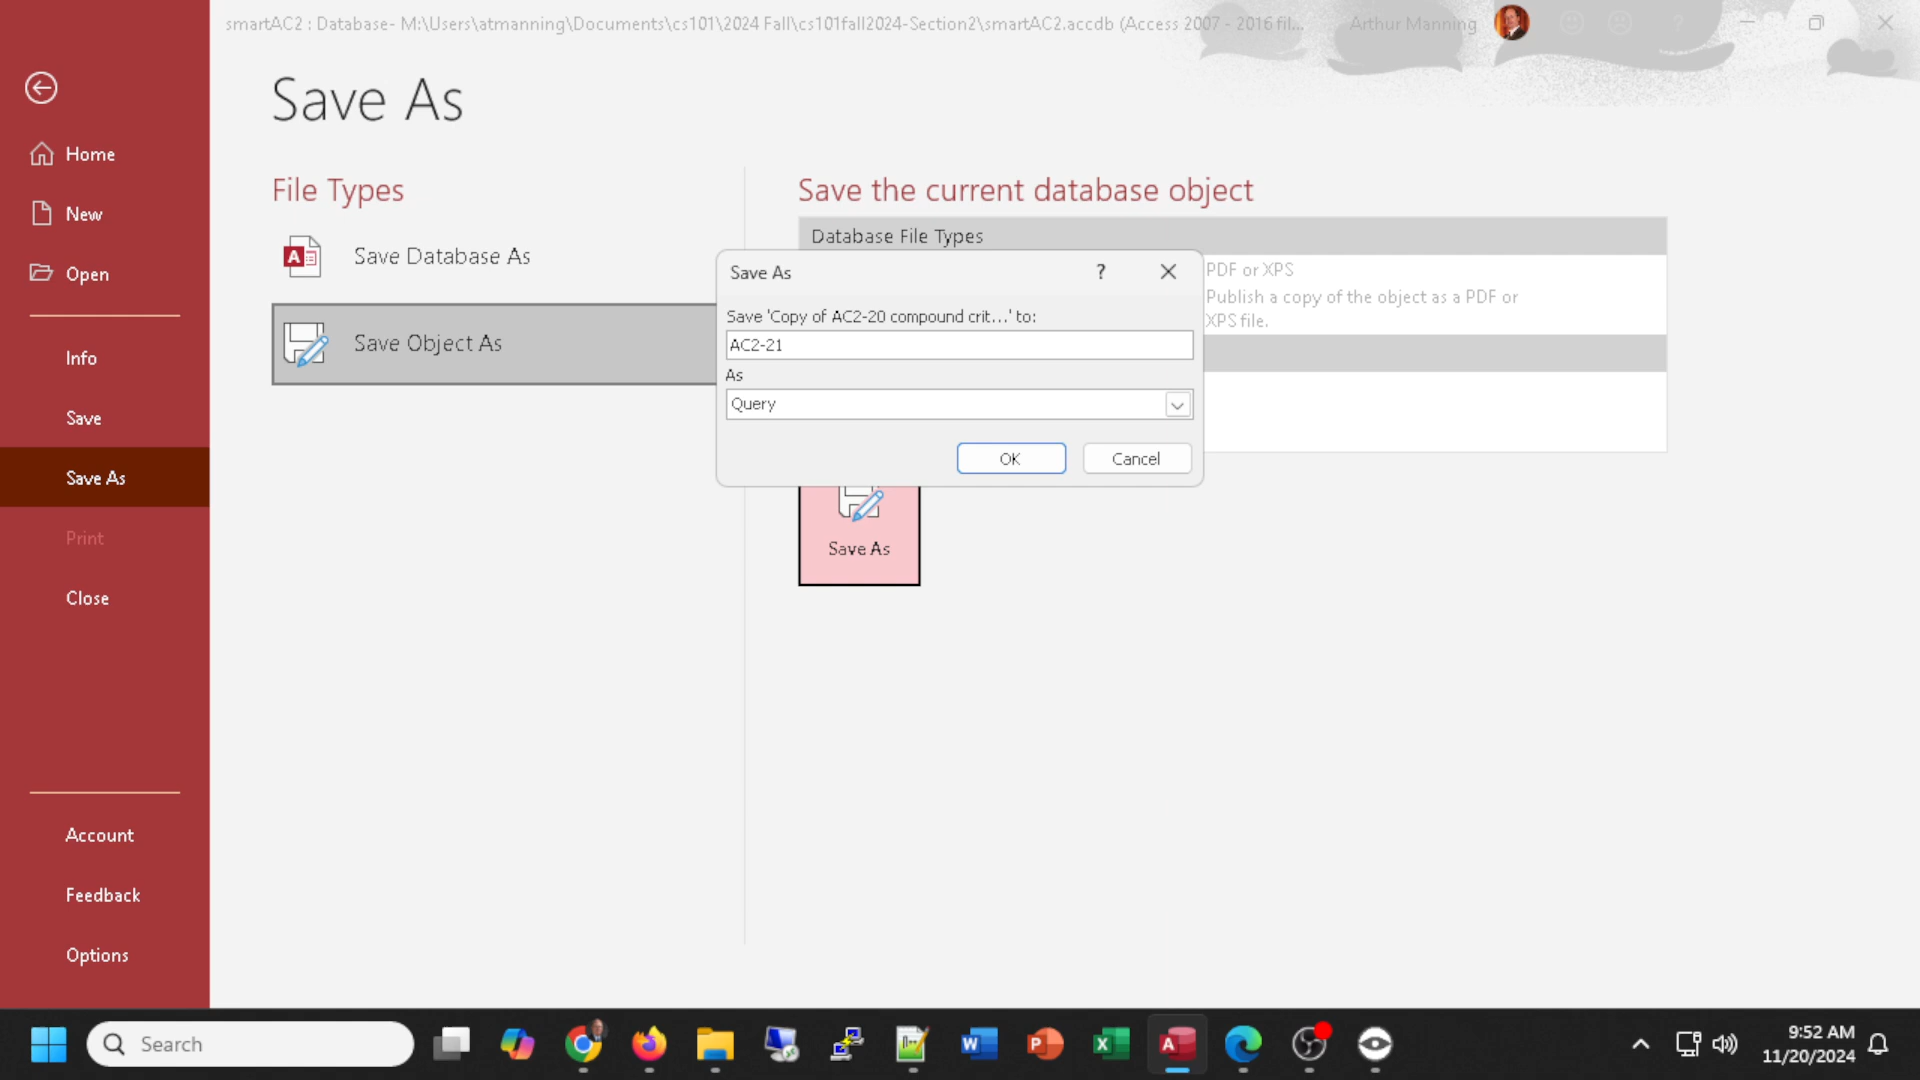 smartAC2 : Database- M:\Users\atmanning\Documents\cs101\2024 Fall\cs101fall2024-Section2\smartAC2.accdb (Access 2007 - 2016 fil...
Arthur Manning
Save As
Home
New
Open
Info
Save
Save As
Print
Close
Account
Feedback
Options
File Types
Save Database As
Save Object As
Save the current database object
Database File Types
PDF or XPS
Publish a copy of the object as a PDF or
XPS file.
Save As
?
Save 'Copy of AC2-20 compound crit...' to:
AC2-21
As
Query
OK
Cancel
Save As
Search
9:52 AM
11/20/2024